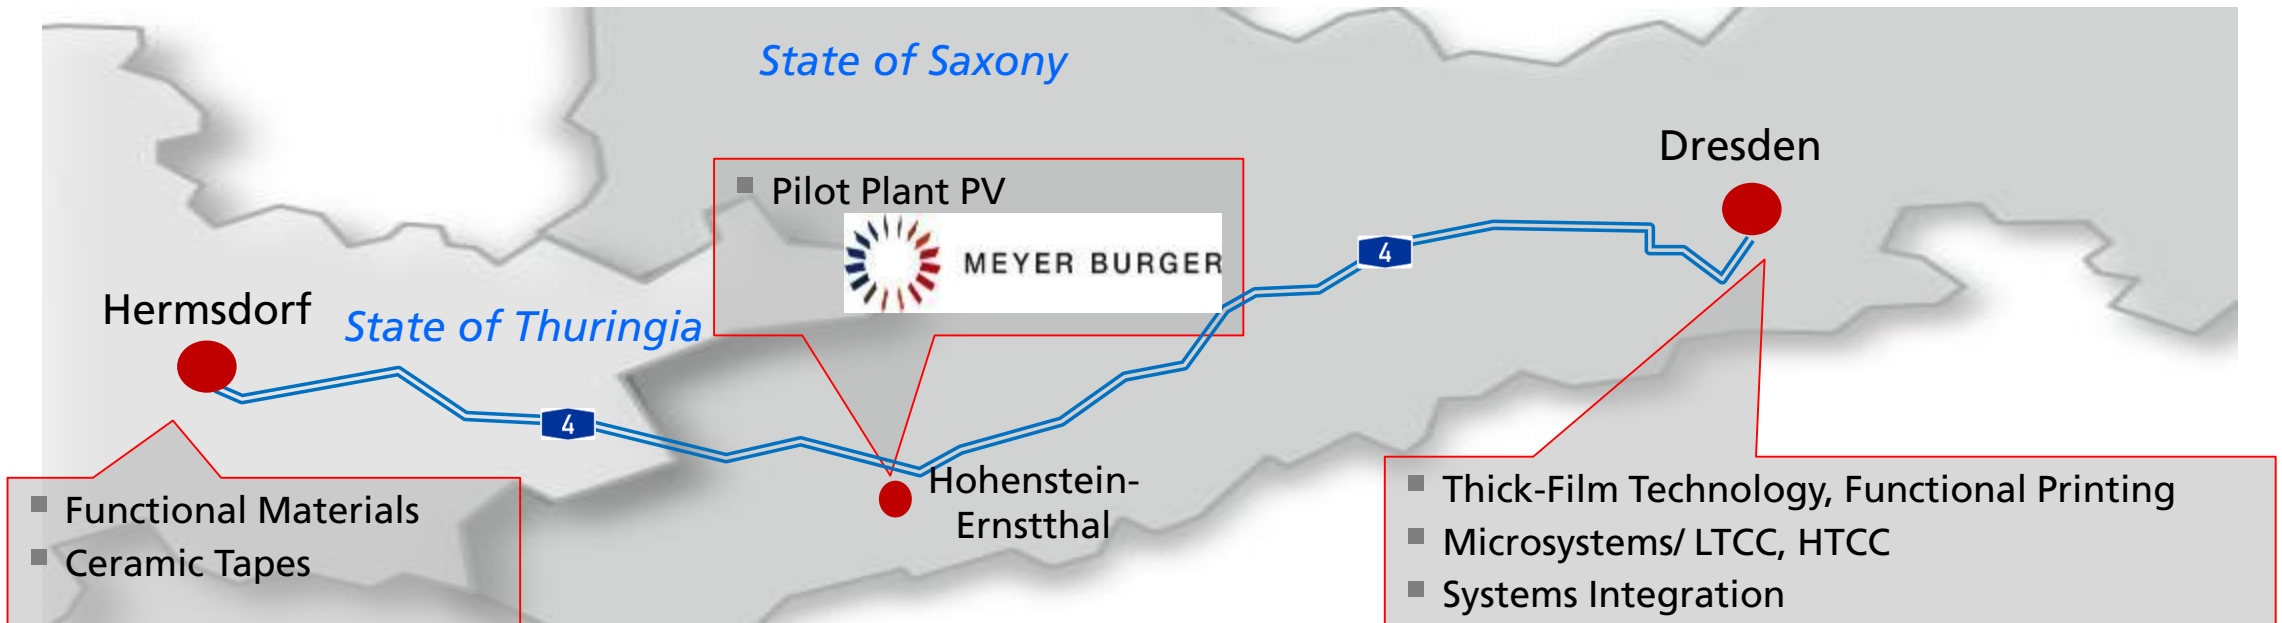 State of Saxony
Dresden
Pilot Plant PV
MEYER BURGER
4
Hermsdorf
State of Thuringia
4
Hohenstein-
Ernstthal
Functional Materials
Ceramic Tapes
Thick-Film Technology, Functional Printing
Microsystems/ LTCC, HTCC
Systems Integration